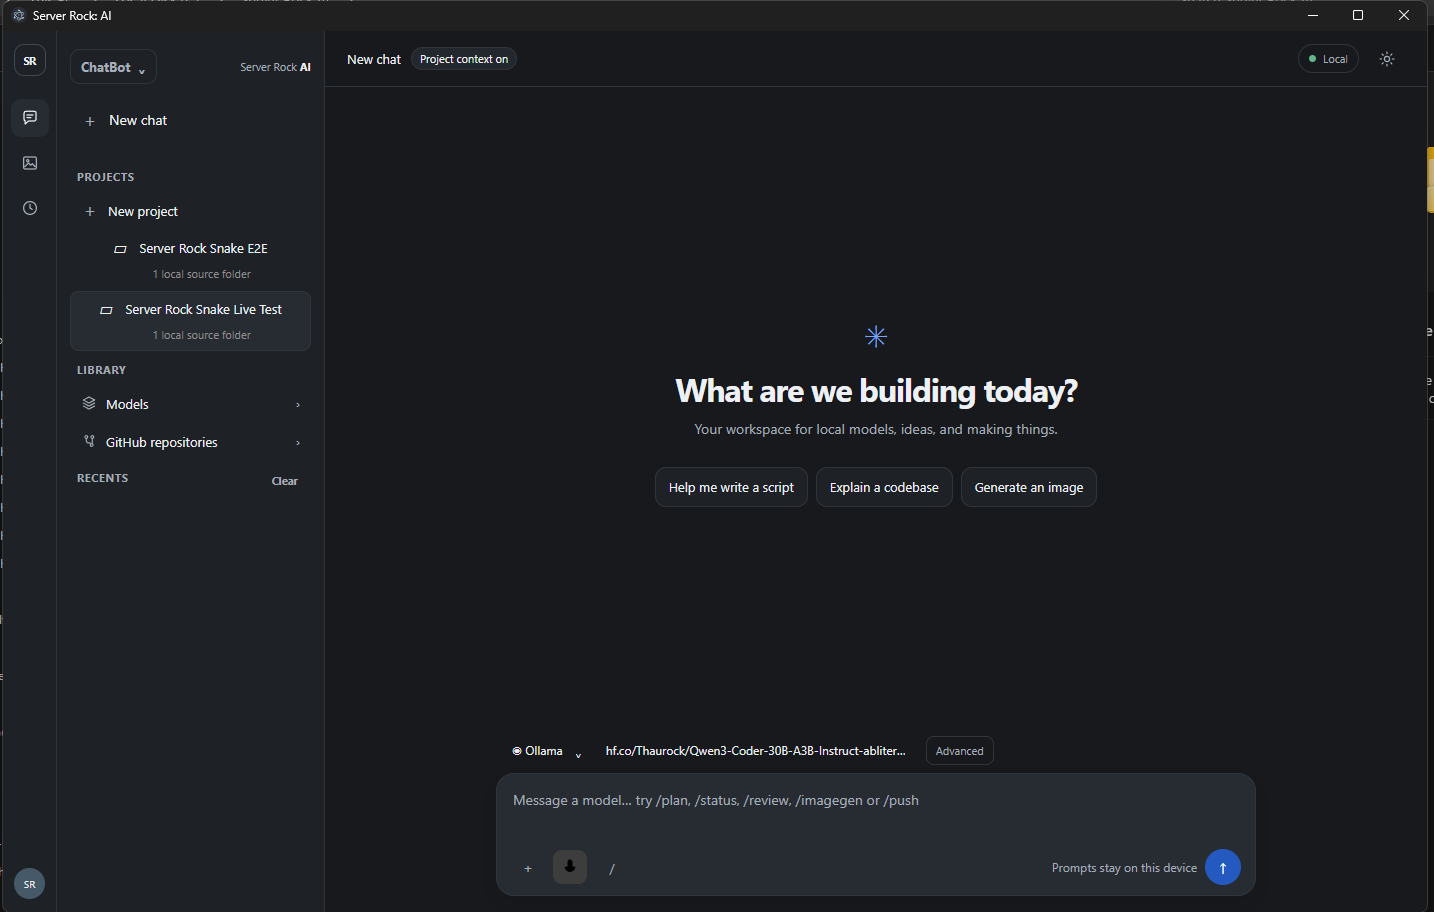 Server Rock: AI
SR
ChatBot
Server Rock AI
New chat
PROJECTS
New project
Server Rock Snake E2E
1 local source folder
Server Rock Snake Live Test
1 local source folder
LIBRARY
Models
GitHub repositories
RECENTS
Clear
SR
New chat
Project context on
Local
What are we building today?
Your workspace for local models, ideas, and making things.
Help me write a script
Explain a codebase
Generate an image
Ollama
hf.co/Thaurock/Qwen3-Coder-30B-A3B-Instruct-abliter...
Advanced
Message a model... try /plan, /status, /review, /imagegen or /push
+
/
Prompts stay on this device